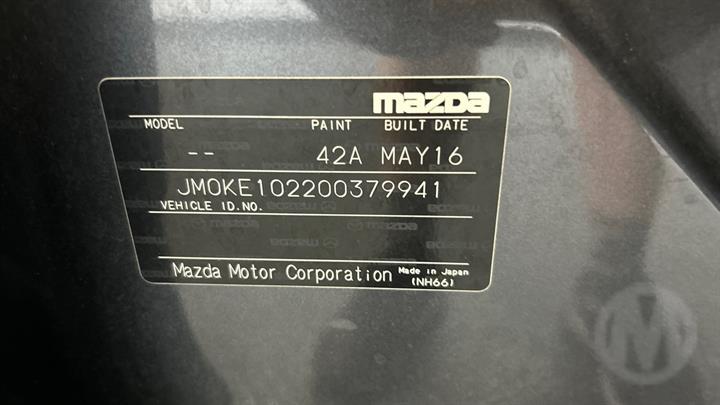 mazda
MODEL PAINT BUILT DATE
-- 42A MAY16
JM0KE102200379941
VEHICLE ID.NO.
Mazda Motor Corporation Made in Japan
(NH66)
M